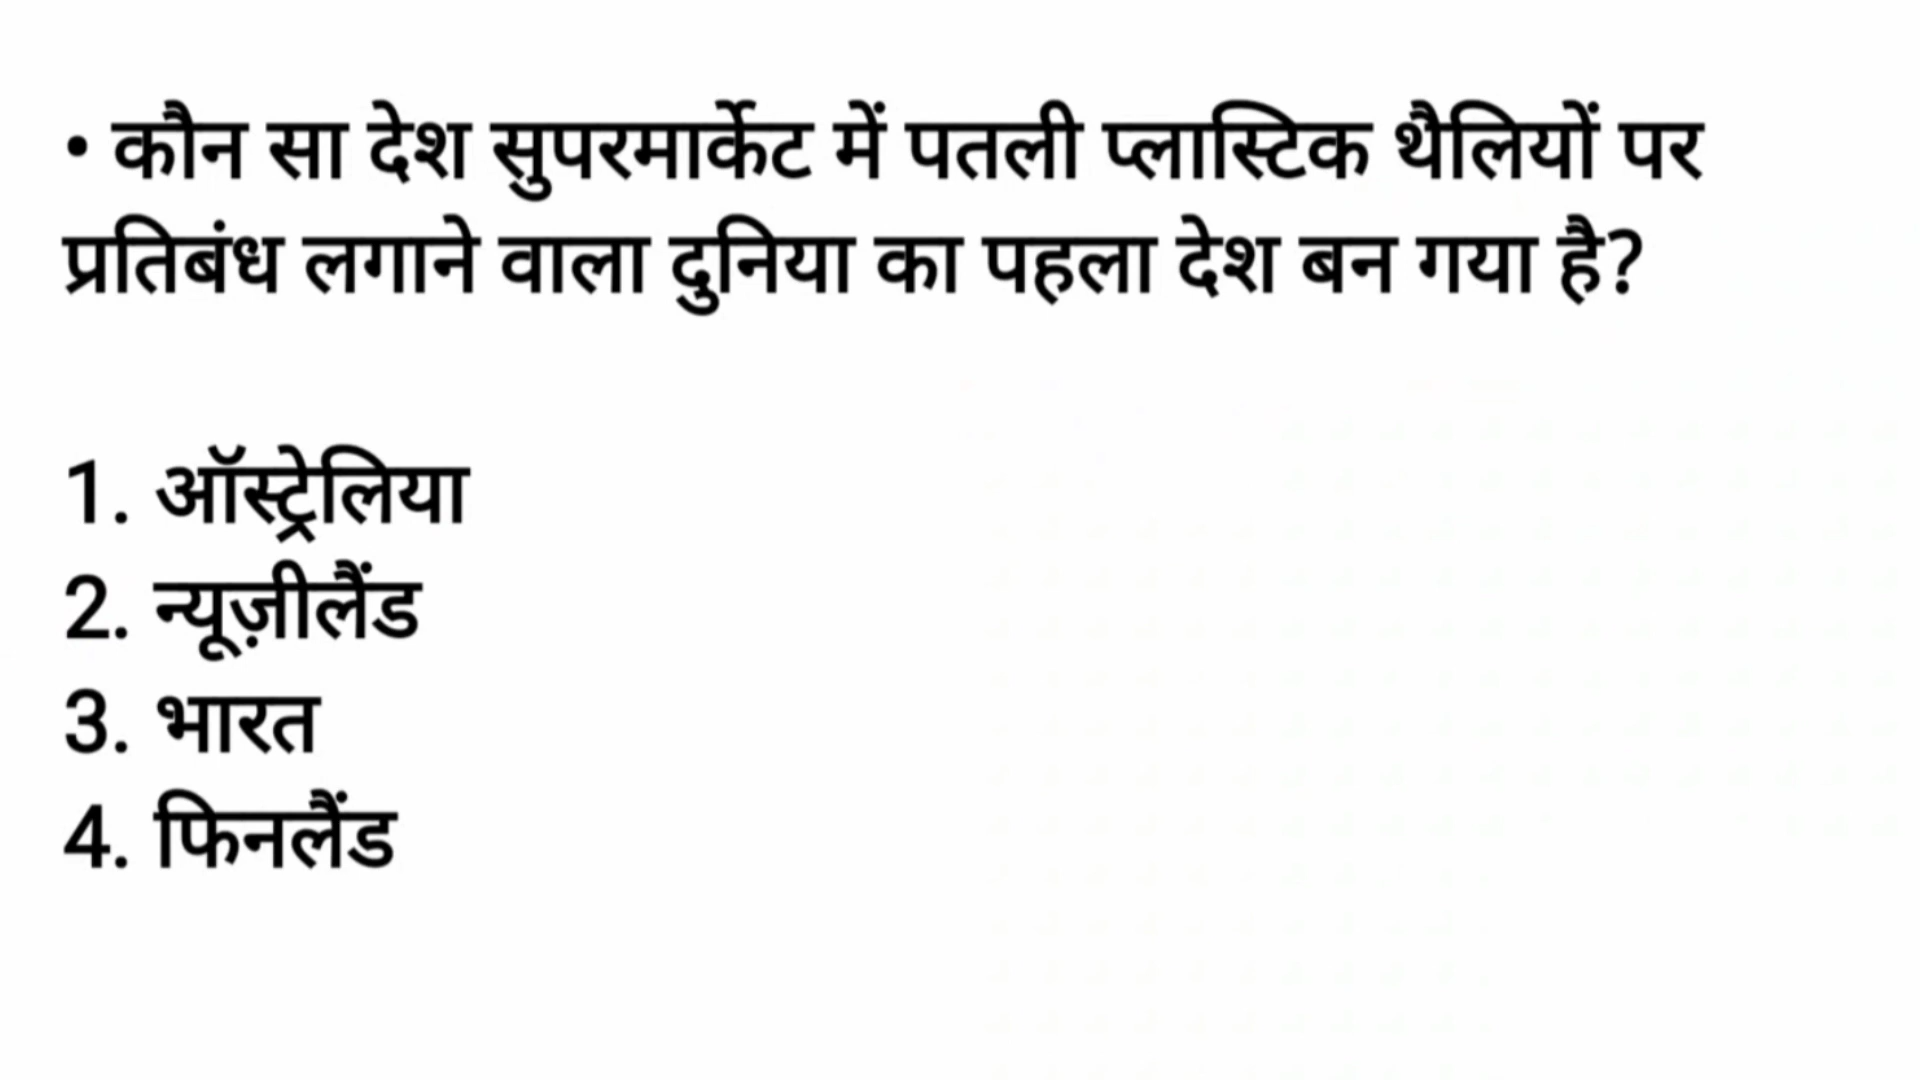 • कौन सा देश सुपरमार्केट में पतली प्लास्टिक थैलियों पर
प्रतिबंध लगाने वाला दुनिया का पहला देश बन गया है?
1. ऑस्ट्रेलिया
2. न्यूज़ीलैंड
3. भारत
4. फिनलैंड